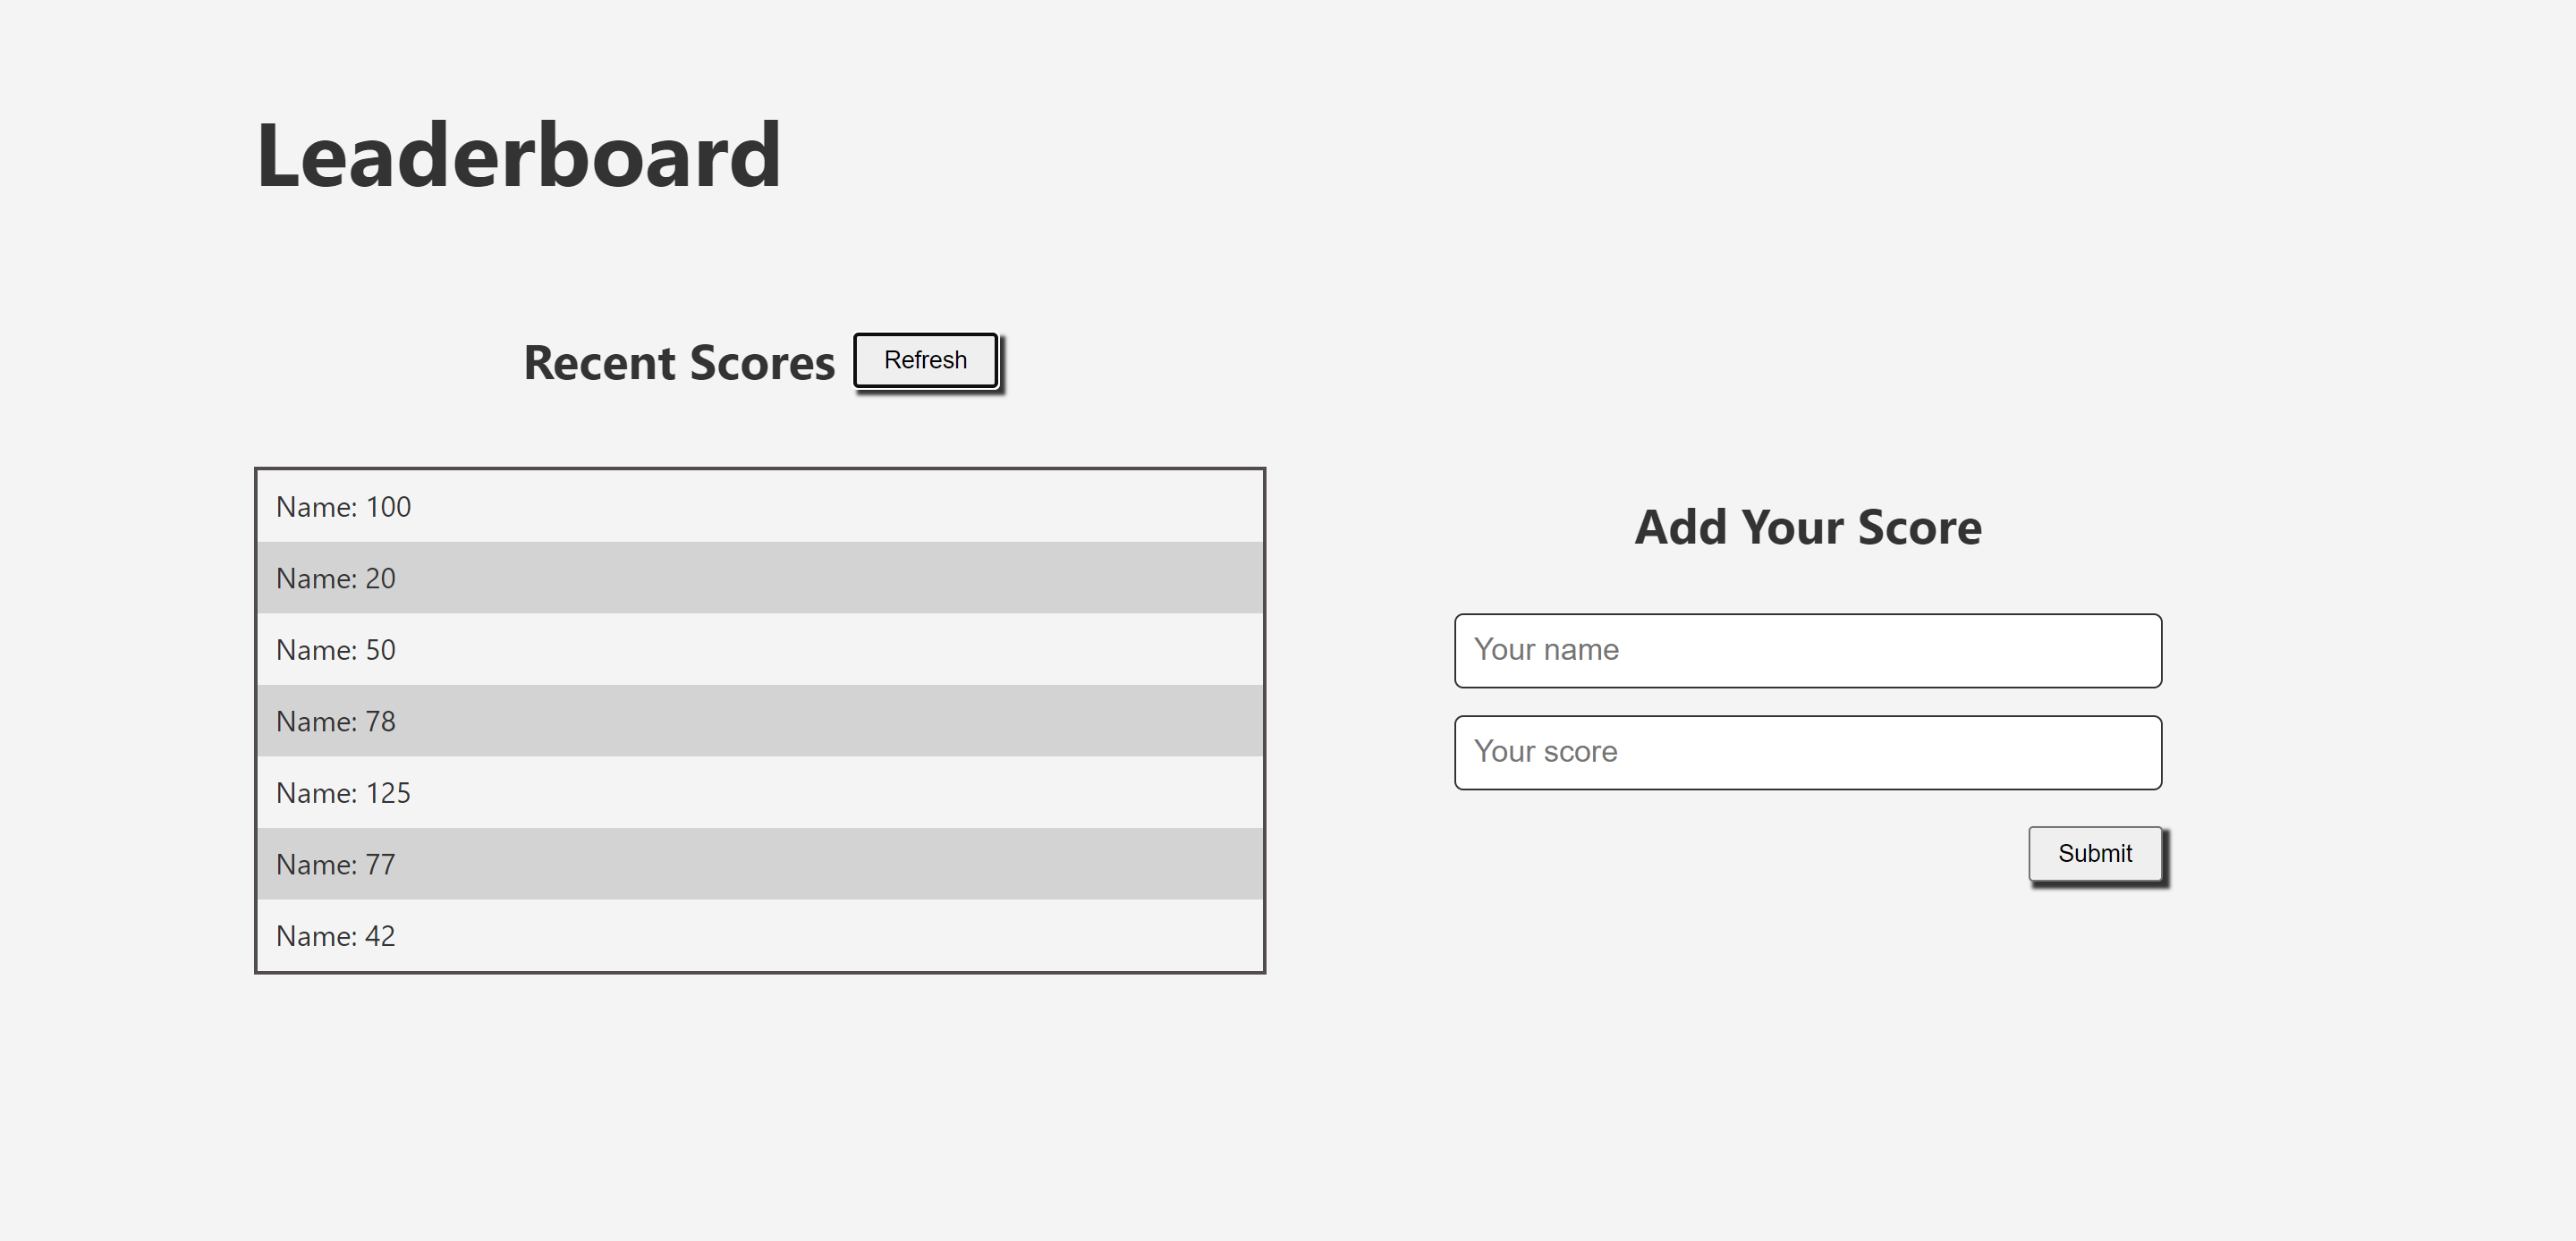 Leaderboard
Recent Scores Refresh
Name: 100
Name: 20
Name: 50
Name: 78
Name: 125
Name: 77
Name: 42
Add Your Score
Your name
Your score
Submit